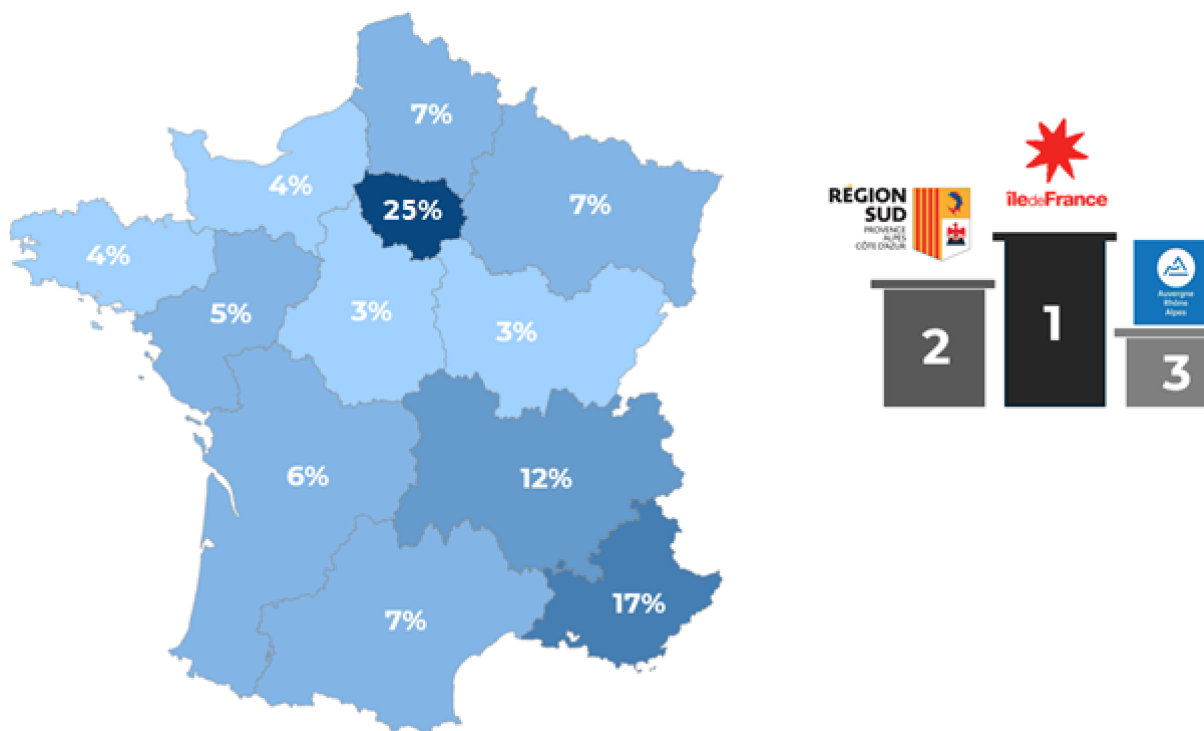 7%
4%
25%
7%
4%
5%
3%
3%
6%
12%
7%
17%
RÉGION
SUD
PROVENCE
ALPES
CÔTE D'AZUR
îledeFrance
Auvergne
Rhône
Alpes
2
1
3